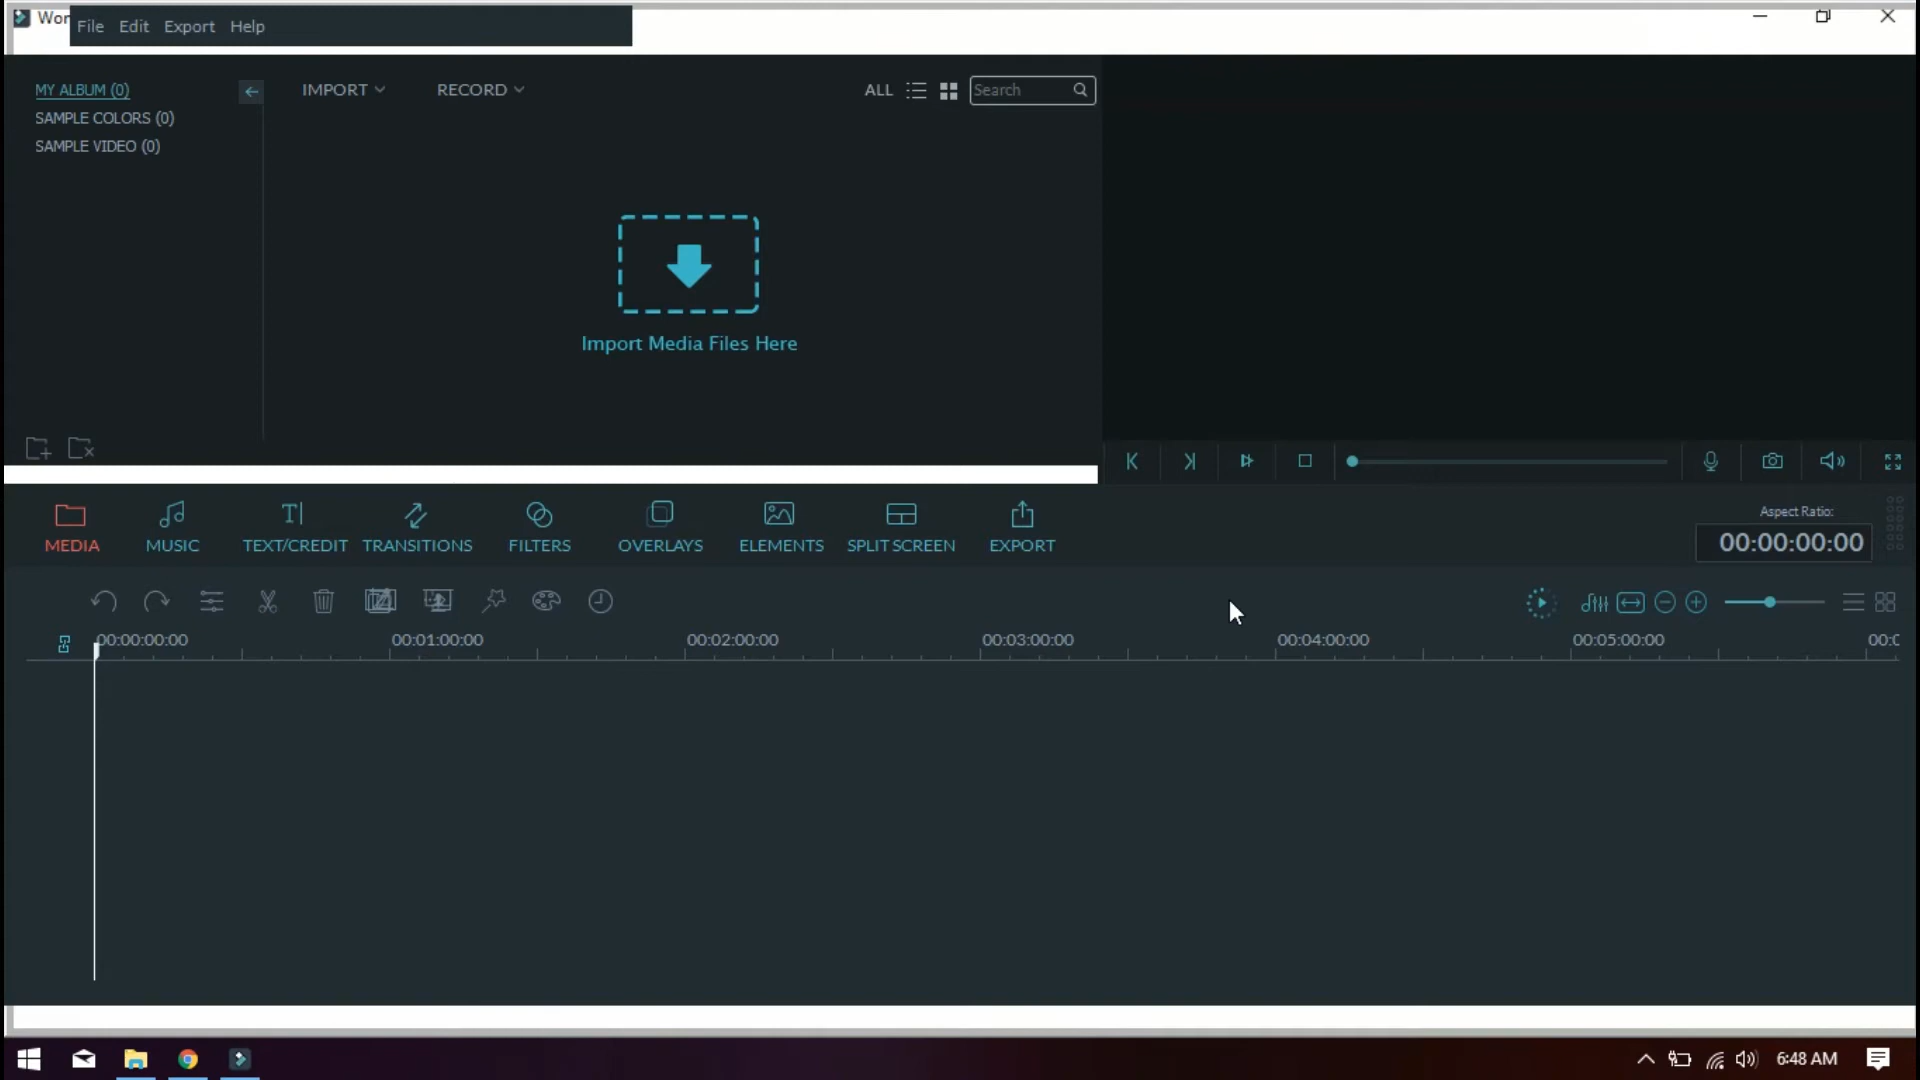 Wor File Edit Export Help
MY ALBUM (0)
IMPORT
RECORD
ALL
Search
SAMPLE COLORS (0)
SAMPLE VIDEO (0)
Import Media Files Here
MEDIA
MUSIC
TEXT/CREDIT
TRANSITIONS
FILTERS
OVERLAYS
ELEMENTS
SPLIT SCREEN
EXPORT
Aspect Ratio:
00:00:00:00
00:00:00:00
00:01:00:00
00:02:00:00
00:03:00:00
00:04:00:00
00:05:00:00
00:0
6:48 AM